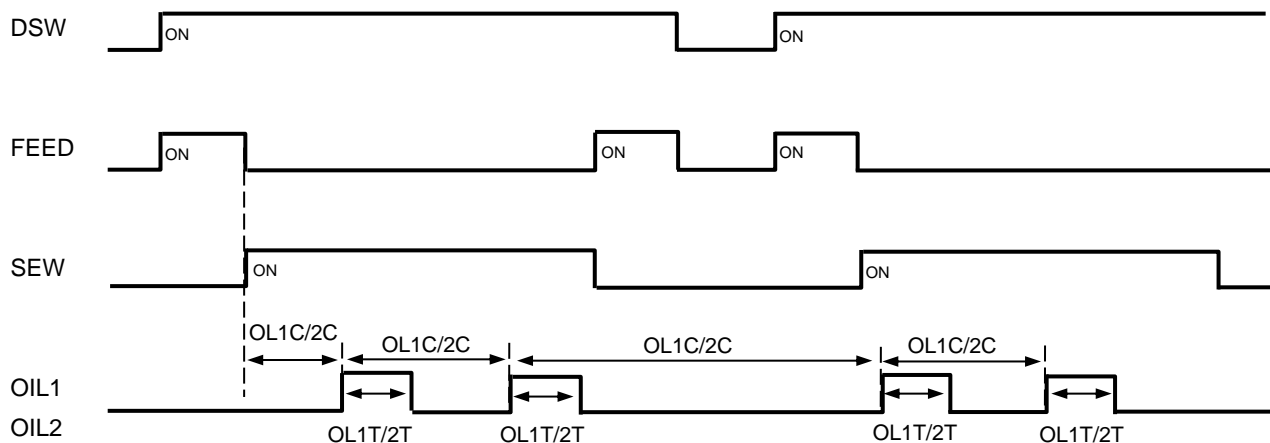 DSW
ON
ON
FEED
ON
ON
ON
SEW
ON
ON
OL1C/2C
OL1C/2C
OL1C/2C
OL1C/2C
OIL1
OIL2
OL1T/2T
OL1T/2T
OL1T/2T
OL1T/2T